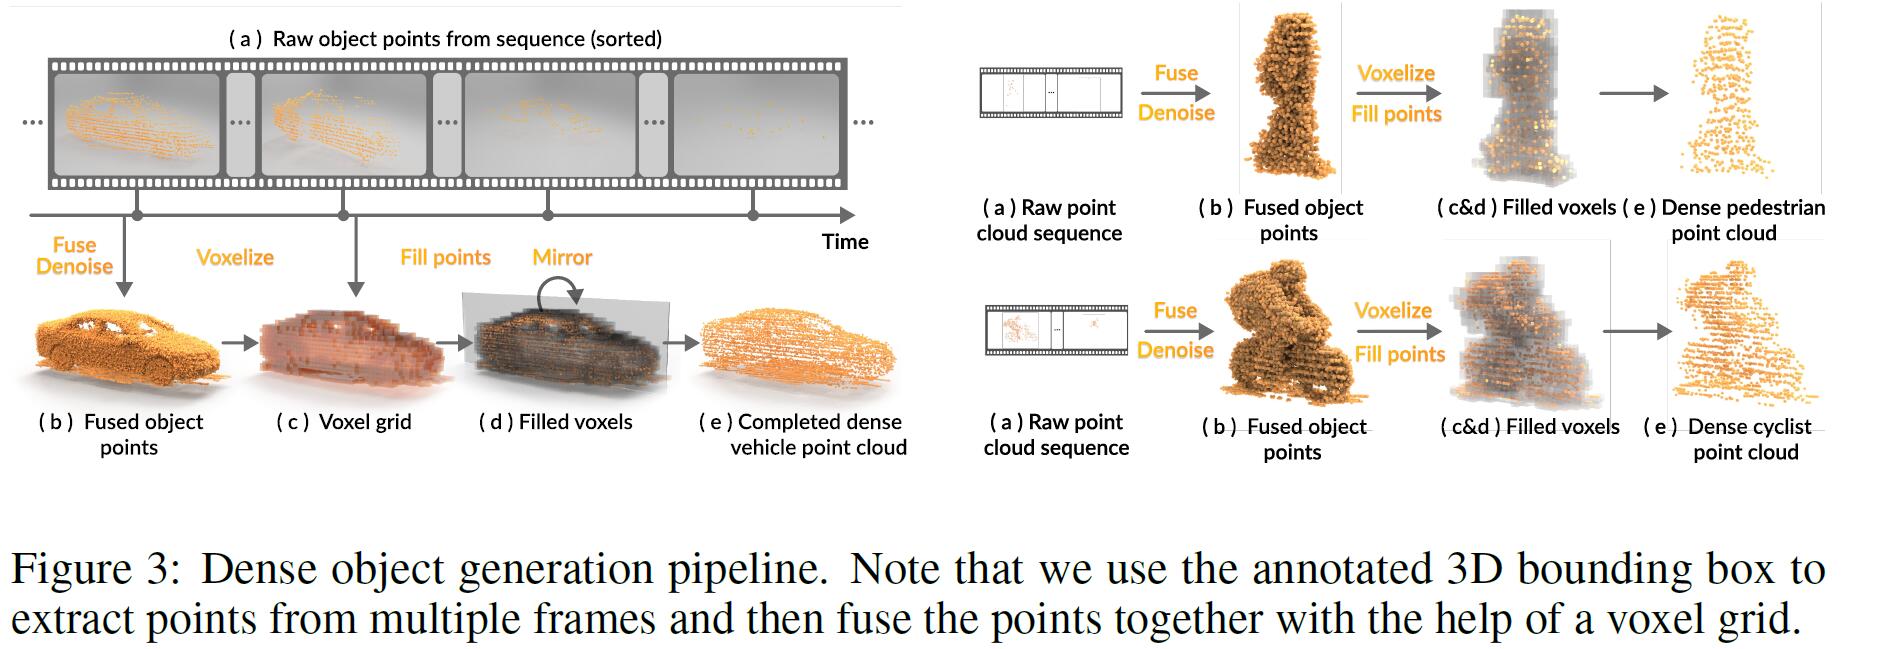 ( a ) Raw object points from sequence (sorted)
...
...
...
...
...
Time
Fuse
Denoise
Voxelize
Fill points
Mirror
( b ) Fused object
points
( c ) Voxel grid
( d ) Filled voxels
( e ) Completed dense
vehicle point cloud
...
Fuse
Denoise
Voxelize
Fill points
( a ) Raw point
cloud sequence
( b ) Fused object
points
( c&d ) Filled voxels
( e ) Dense pedestrian
point cloud
...
Fuse
Denoise
Voxelize
Fill points
( a ) Raw point
cloud sequence
( b ) Fused object
points
( c&d ) Filled voxels
( e ) Dense cyclist
point cloud
Figure 3: Dense object generation pipeline. Note that we use the annotated 3D bounding box to
extract points from multiple frames and then fuse the points together with the help of a voxel grid.